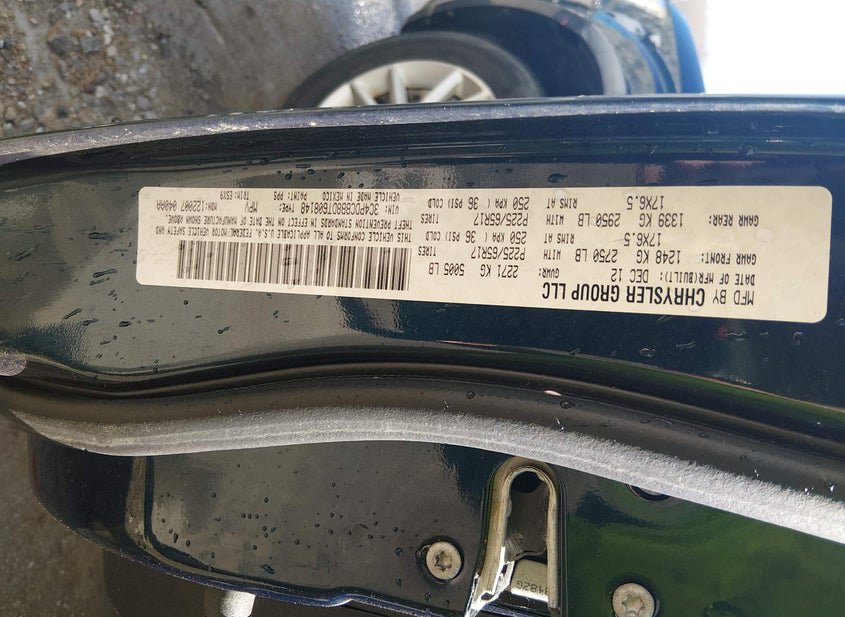 MFD BY CHRYSLER GROUP LLC
DATE OF MFR(BUILT): DEC 12 GVWR: 2271 KG 5005 LB
GAWR FRONT: 1248 KG 2750 LB WITH P225/65R17 TIRES
17X6.5 RIMS AT 250 KPA ( 36 PSI) COLD
GAWR REAR: 1339 KG 2950 LB WITH P225/65R17 TIRES
17X6.5 RIMS AT 250 KPA ( 36 PSI) COLD
THIS VEHICLE CONFORMS TO ALL APPLICABLE U.S.A. FEDERAL MOTOR VEHICLE SAFETY AND
THEFT PREVENTION STANDARDS IN EFFECT ON THE DATE OF MANUFACTURE SHOWN ABOVE.
VIN: 3C4PDCBB8DT608148 TYPE: MPV MDH: 122007 040AA
VEHICLE MADE IN MEXICO PAINT: PPS TRIM: ESX9